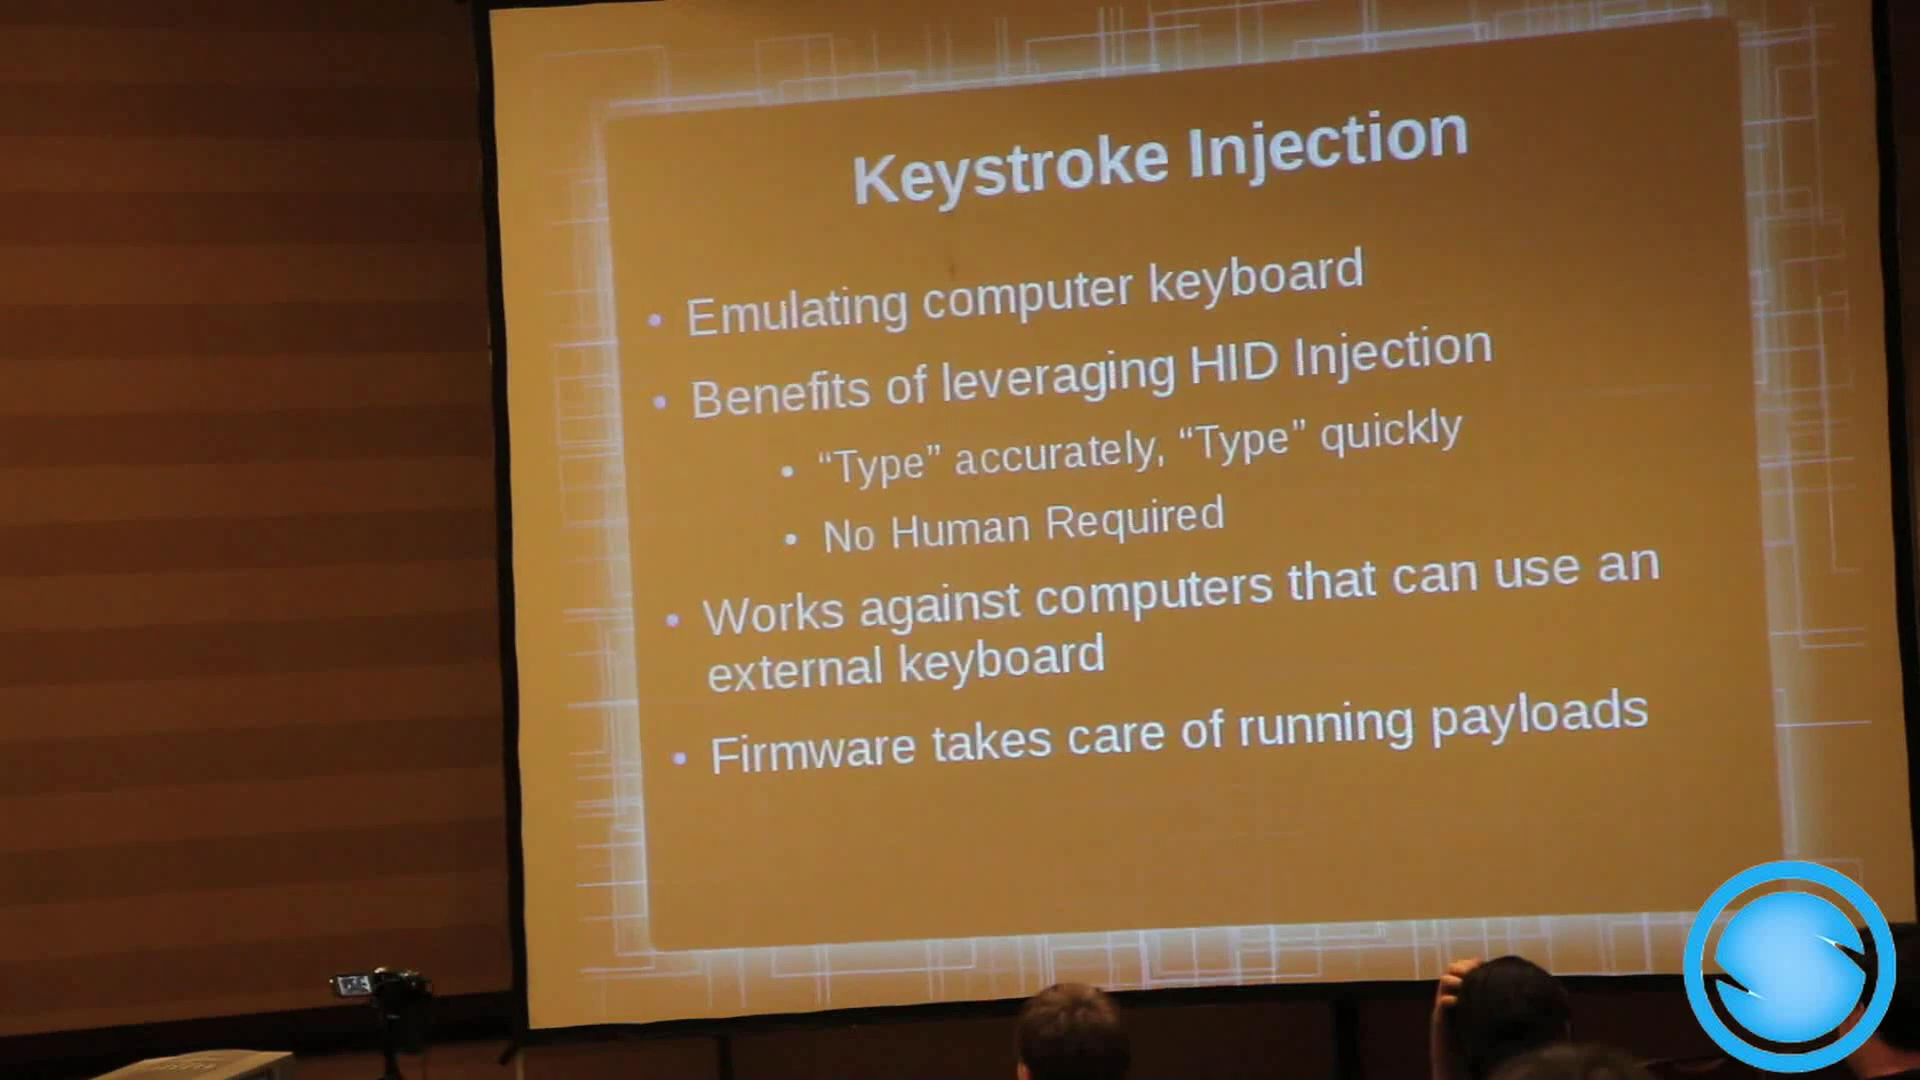 Keystroke Injection
• Emulating computer keyboard
• Benefits of leveraging HID Injection
• “Type” accurately, “Type” quickly
• No Human Required
• Works against computers that can use an
external keyboard
• Firmware takes care of running payloads